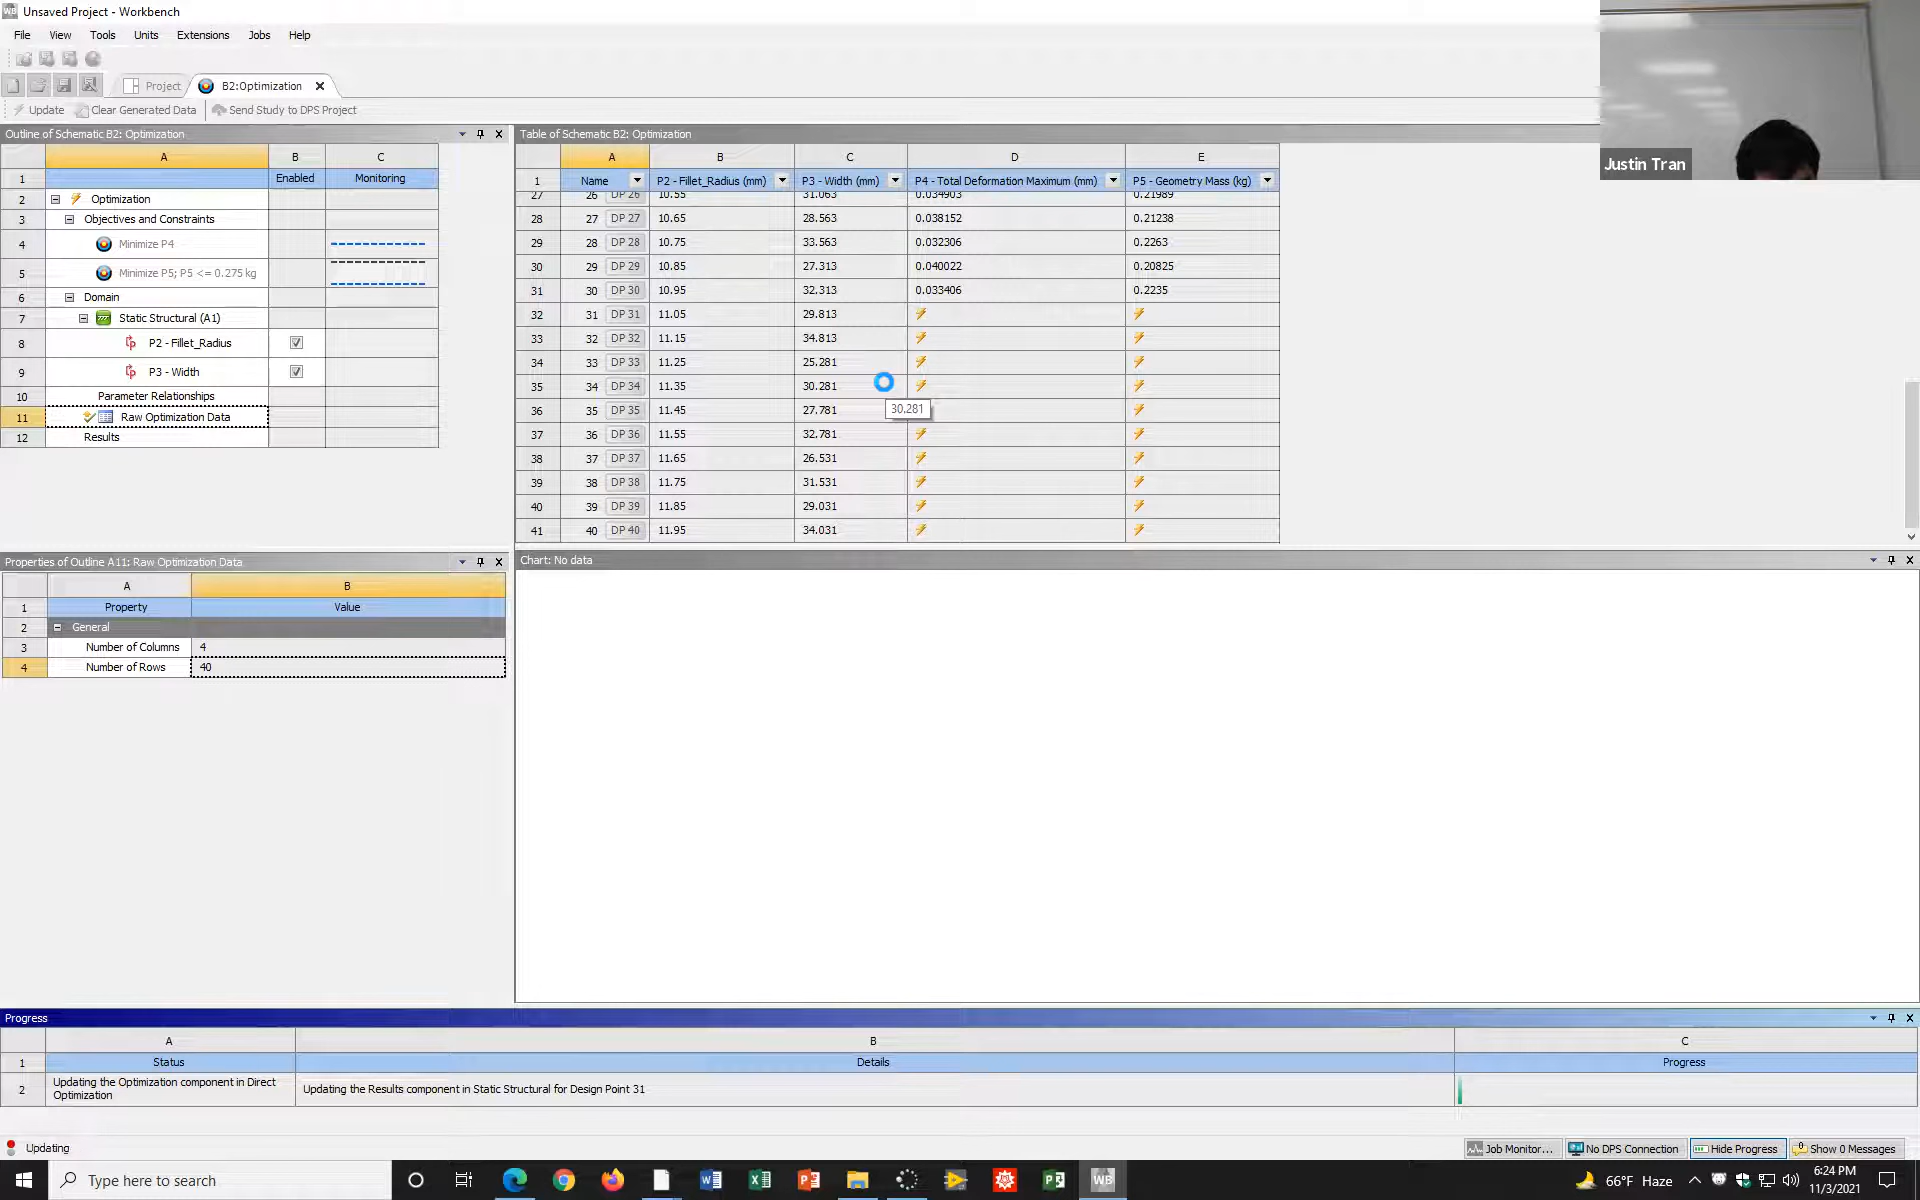 WB Unsaved Project - Workbench
File View Tools Units Extensions Jobs Help
Project B2:Optimization
Update Clear Generated Data Send Study to DPS Project
Justin Tran
Outline of Schematic B2: Optimization
A B C
1 Enabled Monitoring
2 Optimization
3 Objectives and Constraints
4 Minimize P4
5 Minimize P5; P5 <= 0.275 kg
6 Domain
7 Static Structural (A1)
8 P2 - Fillet_Radius
9 P3 - Width
10 Parameter Relationships
11 Raw Optimization Data
12 Results
Table of Schematic B2: Optimization
A B C D E
1 Name P2 - Fillet_Radius (mm) P3 - Width (mm) P4 - Total Deformation Maximum (mm) P5 - Geometry Mass (kg)
27 26 DP 26 10.55 31.063 0.034903 0.21989
28 27 DP 27 10.65 28.563 0.038152 0.21238
29 28 DP 28 10.75 33.563 0.032306 0.2263
30 29 DP 29 10.85 27.313 0.040022 0.20825
31 30 DP 30 10.95 32.313 0.033406 0.2235
32 31 DP 31 11.05 29.813
33 32 DP 32 11.15 34.813
34 33 DP 33 11.25 25.281
35 34 DP 34 11.35 30.281
36 35 DP 35 11.45 27.781
30.281
37 36 DP 36 11.55 32.781
38 37 DP 37 11.65 26.531
39 38 DP 38 11.75 31.531
40 39 DP 39 11.85 29.031
41 40 DP 40 11.95 34.031
Properties of Outline A11: Raw Optimization Data
A B
1 Property Value
2 General
3 Number of Columns 4
4 Number of Rows 40
Chart: No data
Progress
A B C
1 Status Details Progress
2 Updating the Optimization component in Direct Optimization Updating the Results component in Static Structural for Design Point 31
Updating Job Monitor... No DPS Connection Hide Progress Show 0 Messages
Type here to search 66°F Haze 6:24 PM
11/3/2021